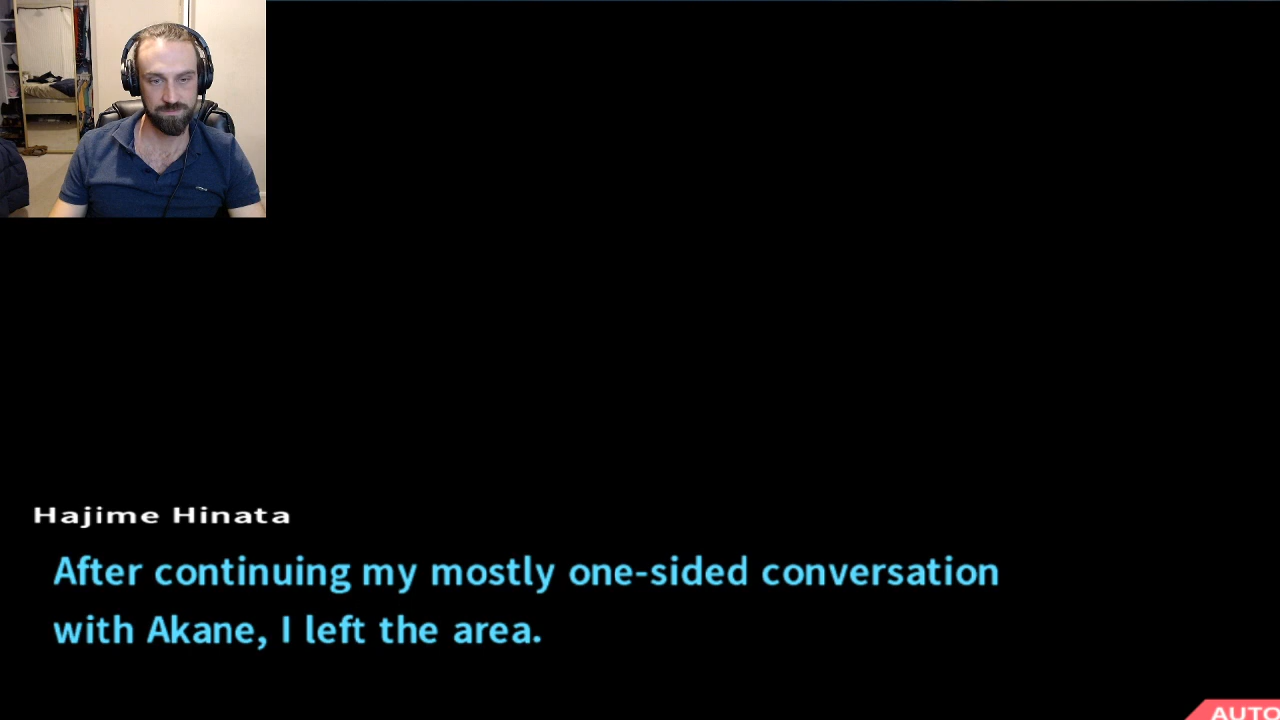 Hajime Hinata
After continuing my mostly one-sided conversation
with Akane, I left the area.
AUTO